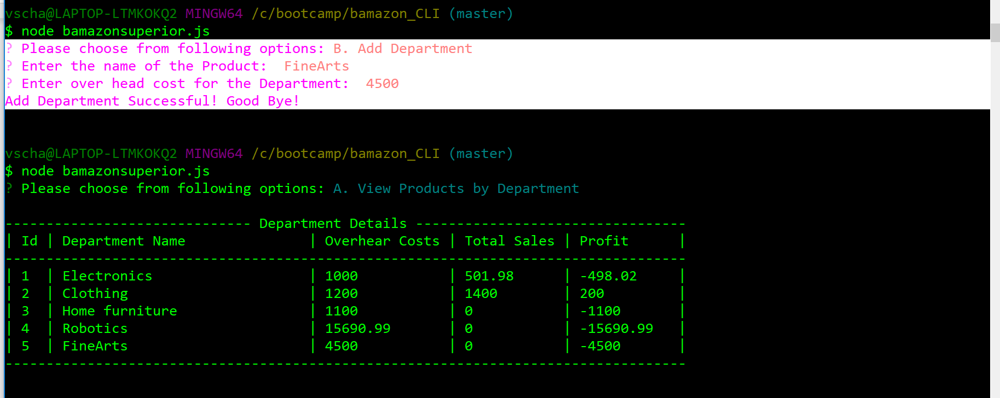 vscha@LAPTOP-LTMKOKQ2 MINGW64 /c/bootcamp/bamazon_CLI (master)
$ node bamazonsuperior.js
? Please choose from following options: B. Add Department
? Enter the name of the Product:  FineArts
? Enter over head cost for the Department:  4500
Add Department Successful! Good Bye!
vscha@LAPTOP-LTMKOKQ2 MINGW64 /c/bootcamp/bamazon_CLI (master)
$ node bamazonsuperior.js
? Please choose from following options: A. View Products by Department
------------------------------ Department Details ---------------------------------
| Id | Department Name               | Overhear Costs | Total Sales | Profit      |
-----------------------------------------------------------------------------------
| 1  | Electronics                   | 1000           | 501.98      | -498.02     |
| 2  | Clothing                      | 1200           | 1400        | 200         |
| 3  | Home furniture                | 1100           | 0           | -1100       |
| 4  | Robotics                      | 15690.99       | 0           | -15690.99   |
| 5  | FineArts                      | 4500           | 0           | -4500       |
-----------------------------------------------------------------------------------